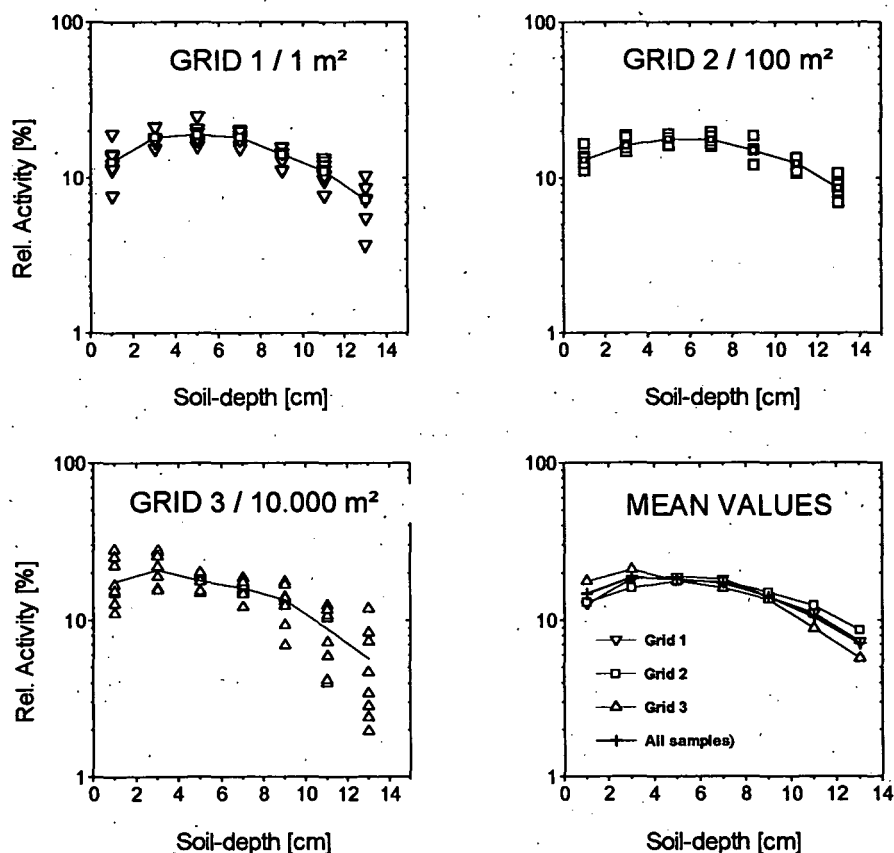 100
10
1
GRID 1 / 1 m²
Rel. Activity [%]
0 2 4 6 8 10 12 14
Soil-depth [cm]
100
10
1
GRID 2 / 100 m²
0 2 4 6 8 10 12 14
Soil-depth [cm]
100
10
1
GRID 3 / 10.000 m²
Rel. Activity [%]
0 2 4 6 8 10 12 14
Soil-depth [cm]
100
10
1
MEAN VALUES
Grid 1
Grid 2
Grid 3
All samples)
0 2 4 6 8 10 12 14
Soil-depth [cm]